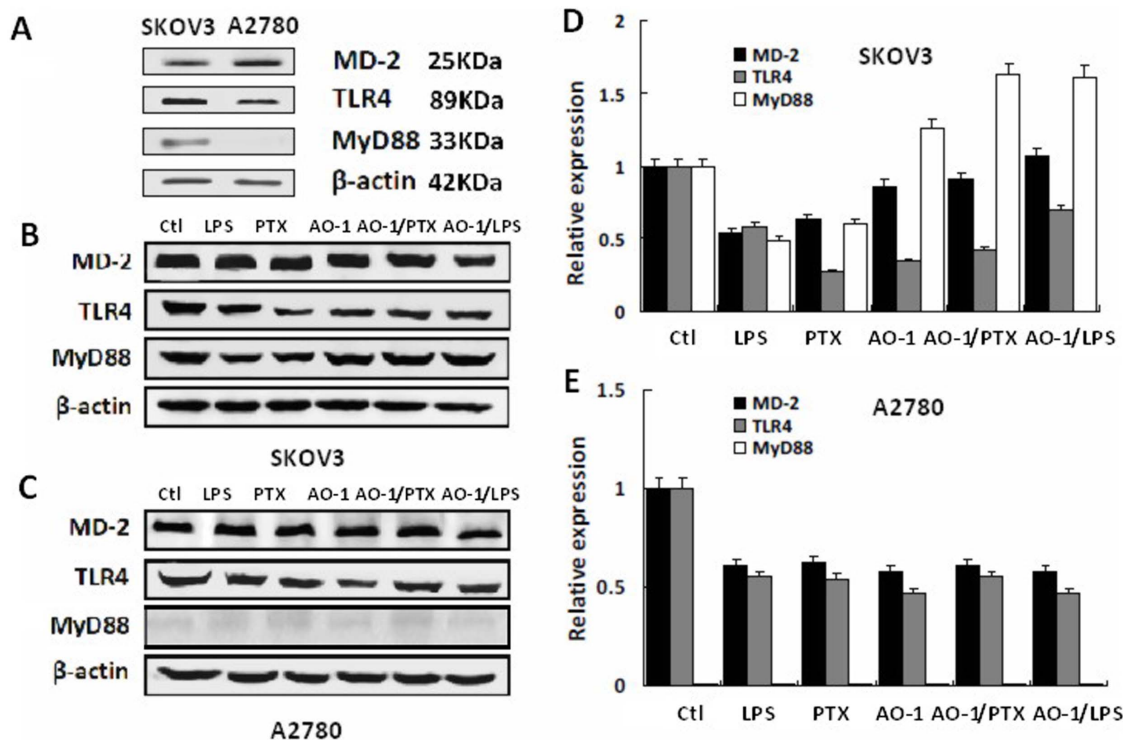 A
SKOV3 A2780
MD-2 25KDa
TLR4 89KDa
MyD88 33KDa
β-actin 42KDa
B
Ctl LPS PTX AO-1 AO-1/PTX AO-1/LPS
MD-2
TLR4
MyD88
β-actin
SKOV3
C
Ctl LPS PTX AO-1 AO-1/PTX AO-1/LPS
MD-2
TLR4
MyD88
β-actin
A2780
D
SKOV3
MD-2
TLR4
MyD88
Relative expression
2
1.5
1
0.5
0
Ctl LPS PTX AO-1 AO-1/PTX AO-1/LPS
E
A2780
MD-2
TLR4
MyD88
Relative expression
1.5
1
0.5
0
Ctl LPS PTX AO-1 AO-1/PTX AO-1/LPS